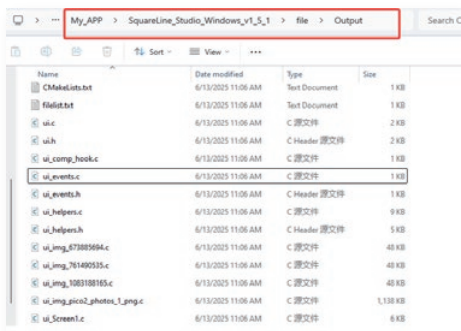 My_APP > SquareLine_Studio_Windows_v1_5_1 > file > Output
Search
Sort
View
Name Date modified Type Size
CMakeLists.txt 6/13/2025 11:06 AM Text Document 1 KB
filelist.txt 6/13/2025 11:06 AM Text Document 1 KB
ui.c 6/13/2025 11:06 AM C 源文件 2 KB
ui.h 6/13/2025 11:06 AM C Header 源文件 2 KB
ui_comp_hook.c 6/13/2025 11:06 AM C 源文件 1 KB
ui_events.c 6/13/2025 11:06 AM C 源文件 1 KB
ui_events.h 6/13/2025 11:06 AM C Header 源文件 1 KB
ui_helpers.c 6/13/2025 11:06 AM C 源文件 9 KB
ui_helpers.h 6/13/2025 11:06 AM C Header 源文件 5 KB
ui_img_673885694.c 6/13/2025 11:06 AM C 源文件 48 KB
ui_img_761490535.c 6/13/2025 11:06 AM C 源文件 48 KB
ui_img_1083188165.c 6/13/2025 11:06 AM C 源文件 48 KB
ui_img_pico2_photos_1_png.c 6/13/2025 11:06 AM C 源文件 1,138 KB
ui_Screen1.c 6/13/2025 11:06 AM C 源文件 6 KB